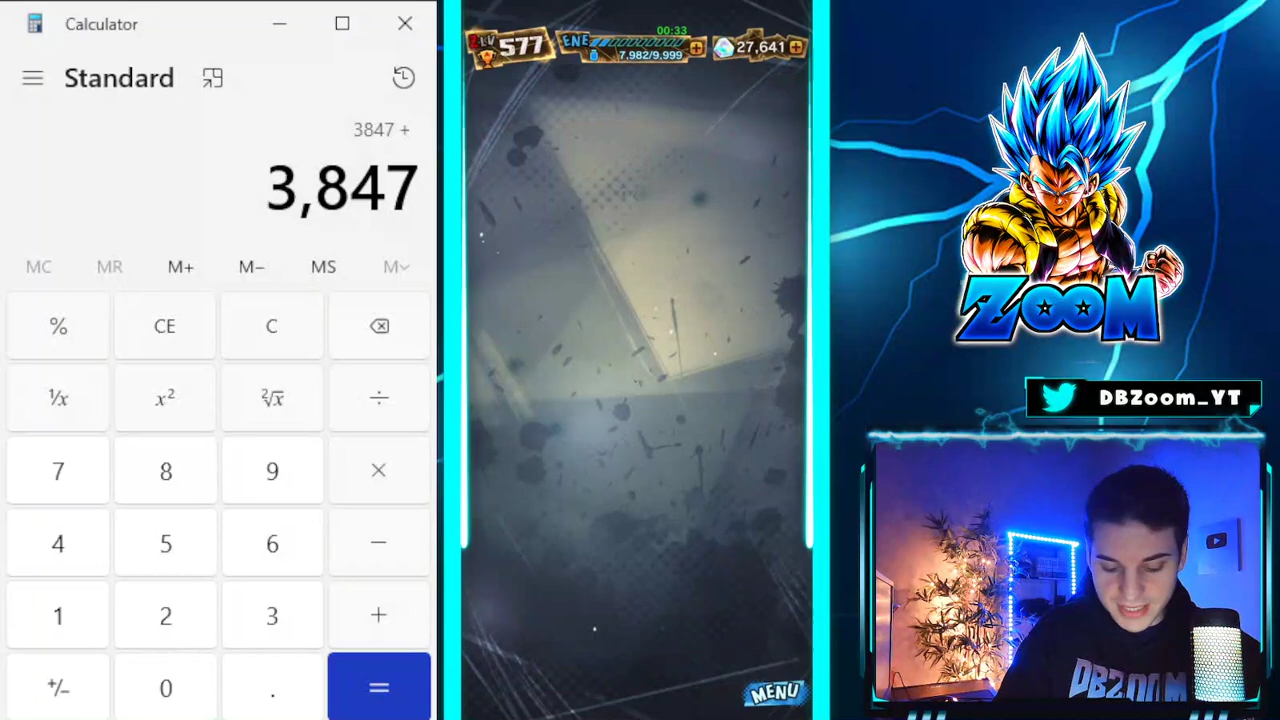 Calculator
Standard
3847 +
3,847
MC MR M+ M− MS M˅
% CE C
⅟x x² ²√x ÷
7 8 9 ×
4 5 6 −
1 2 3 +
+/− 0 . =
ZLV 577
ENE
00:33
7,982/9,999
27,641
MENU
ZOOM
DBZoom_YT
DBZOOM